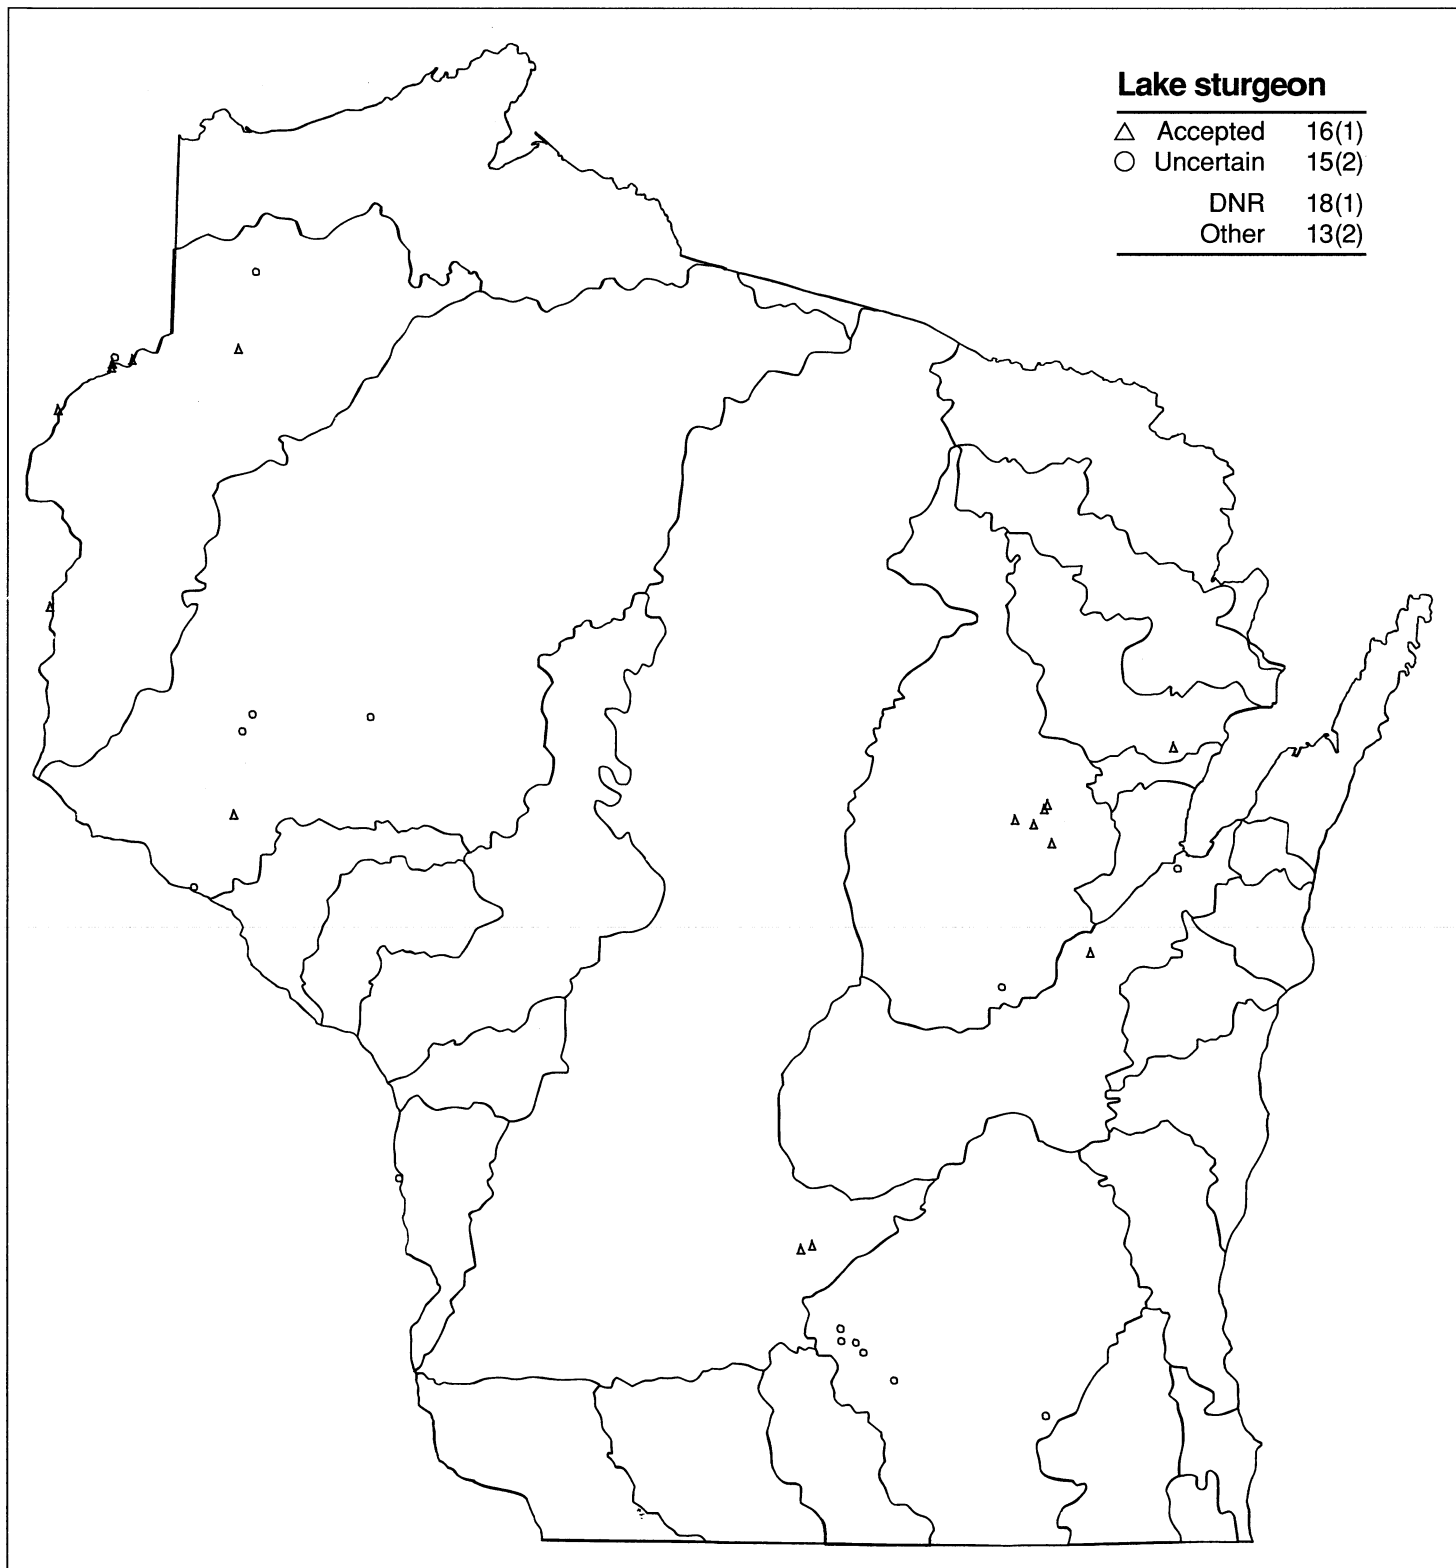 Lake sturgeon
△ Accepted 16(1)
○ Uncertain 15(2)
DNR 18(1)
Other 13(2)